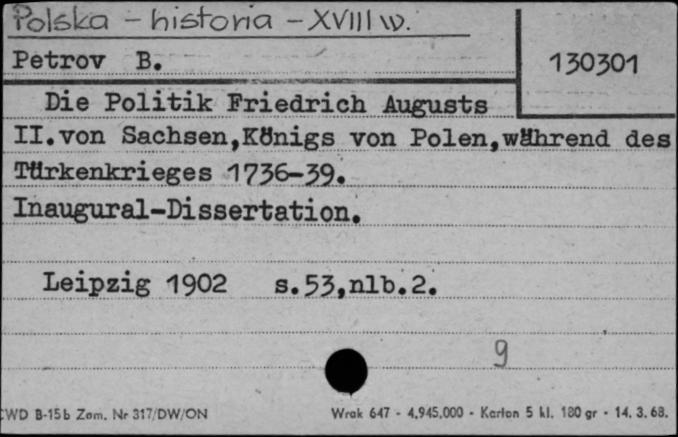 Polska - historia - XVIII w.
Petrov B.
130301
Die Politik Friedrich Augusts
II.von Sachsen,Königs von Polen,während des
Türkenkrieges 1736-39.
Inaugural-Dissertation.
Leipzig 1902 s.53,nlb.2.
9
CWD B-15b Zam. Nr 317/DW/ON
Wrak 647 - 4,945,000 - Karton 5 kl. 180 gr - 14. 3. 68.